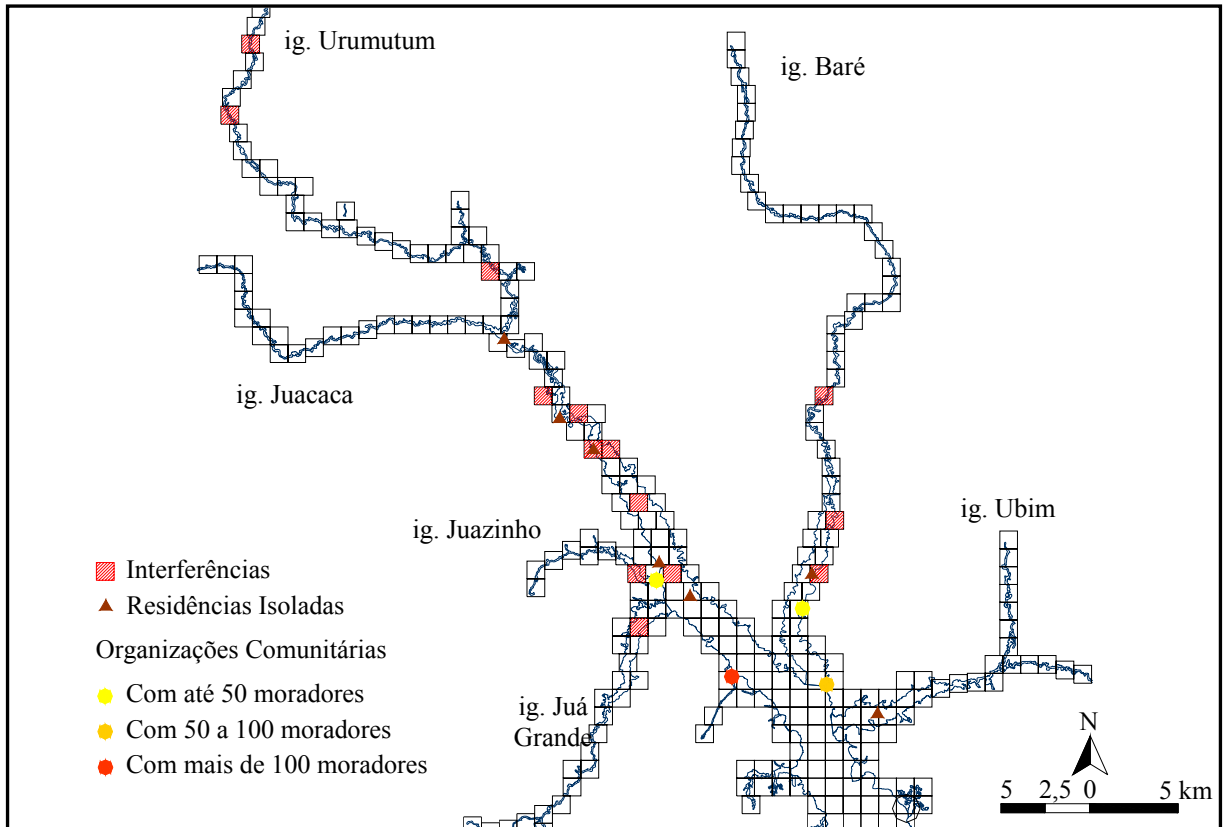 ig. Urumutum
ig. Baré
ig. Juacaca
ig. Juazinho
ig. Ubim
Interferências
Residências Isoladas
Organizações Comunitárias
Com até 50 moradores
Com 50 a 100 moradores
Com mais de 100 moradores
ig. Juá
Grande
N
5 2,5 0 5 km